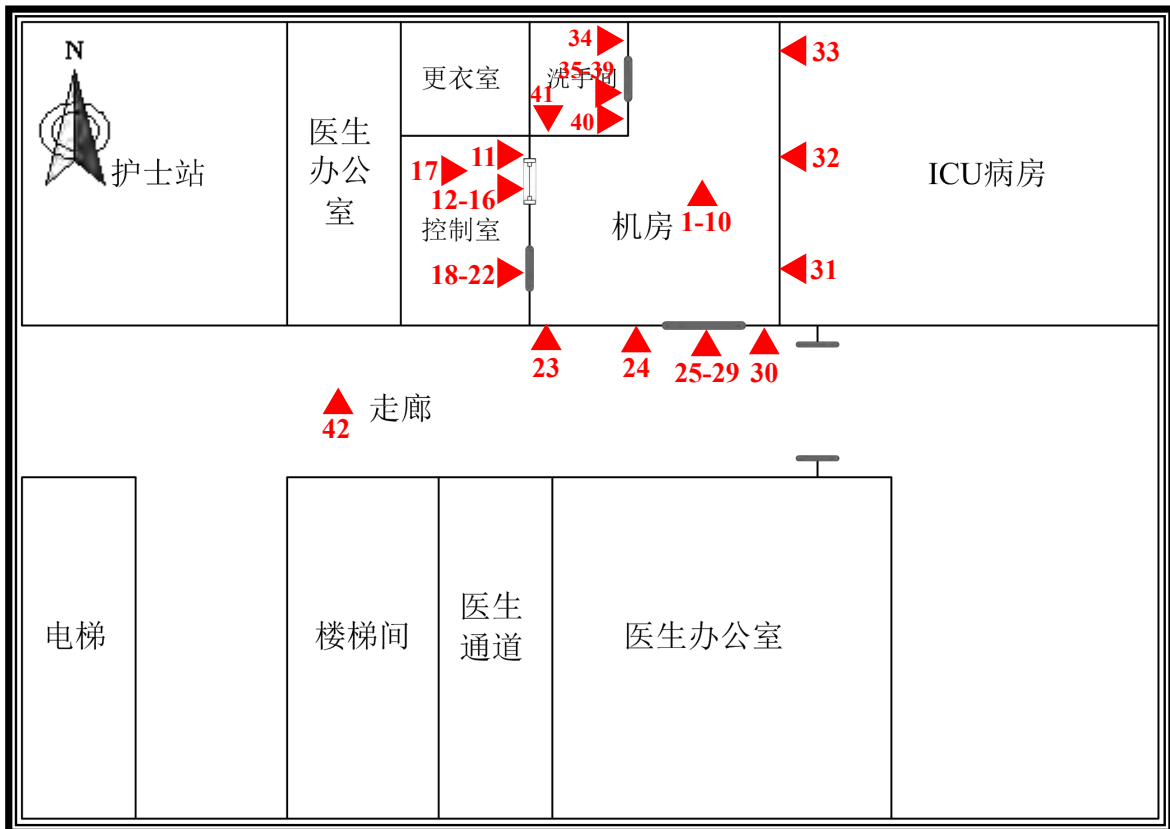 N
护士站
医生
办公
室
更衣室
洗手间
34
35-39
40
41
11
17
12-16
控制室
18-22
机房
1-10
33
32
31
ICU病房
23
24
25-29
30
走廊
42
电梯
楼梯间
医生
通道
医生办公室